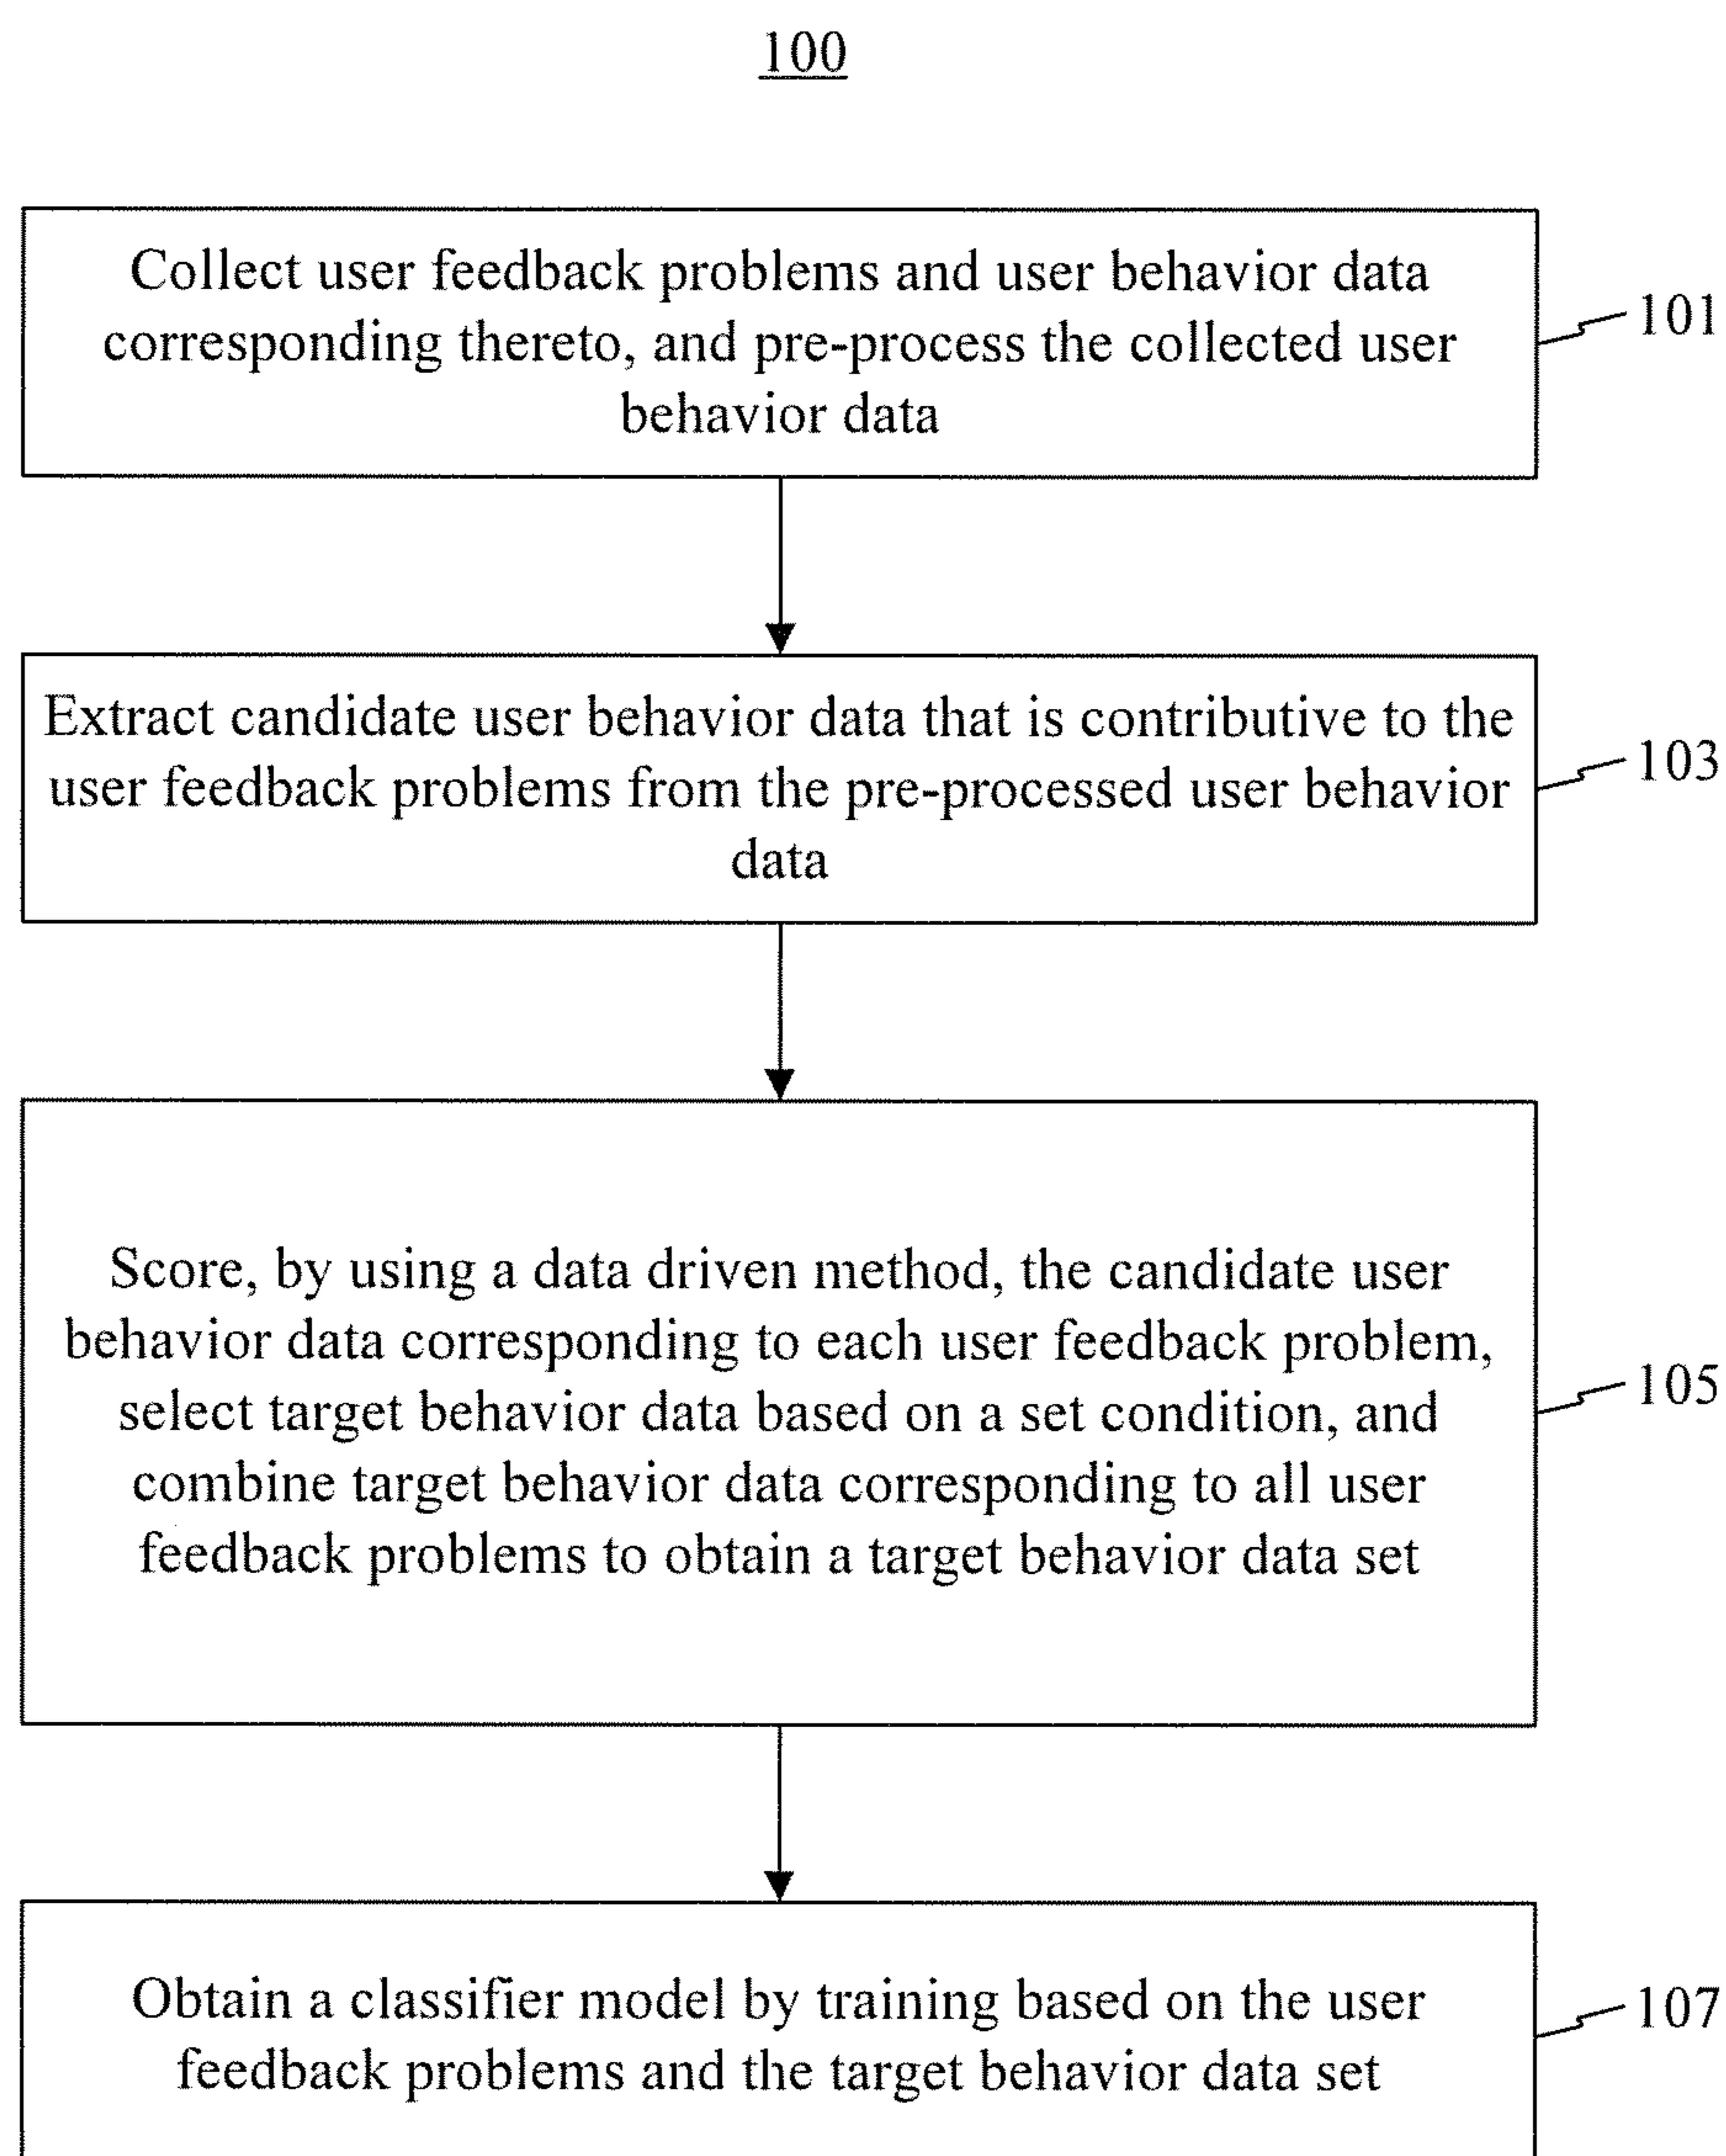 100
Collect user feedback problems and user behavior data
corresponding thereto, and pre-process the collected user
behavior data
101
Extract candidate user behavior data that is contributive to the
user feedback problems from the pre-processed user behavior
data
103
Score, by using a data driven method, the candidate user
behavior data corresponding to each user feedback problem,
select target behavior data based on a set condition, and
combine target behavior data corresponding to all user
feedback problems to obtain a target behavior data set
105
Obtain a classifier model by training based on the user
feedback problems and the target behavior data set
107